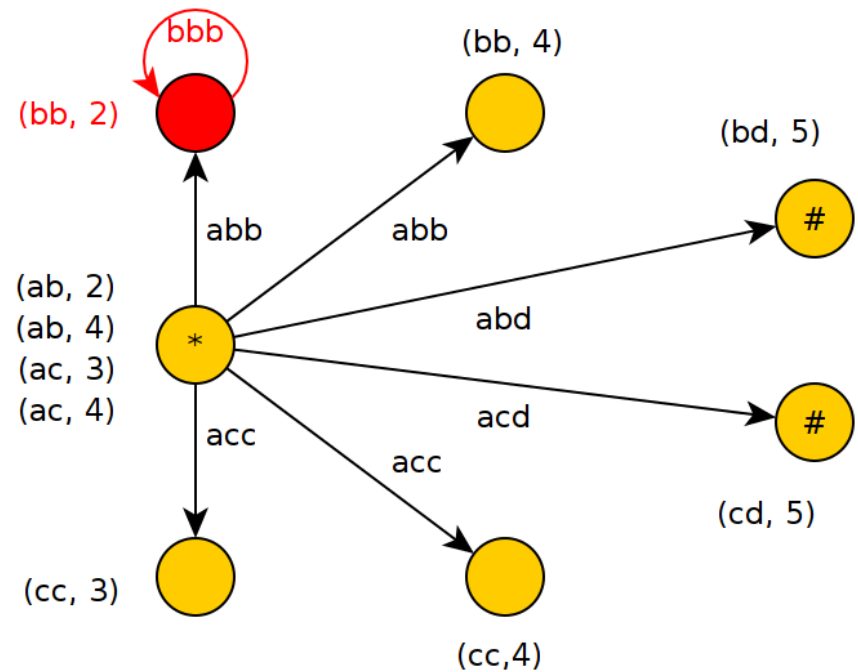 bbb
(bb, 4)
(bb, 2)
(bd, 5)
#
abb
abb
(ab, 2)
(ab, 4)
(ac, 3)
(ac, 4)
*
abd
acd
#
acc
acc
(cd, 5)
(cc, 3)
(cc,4)